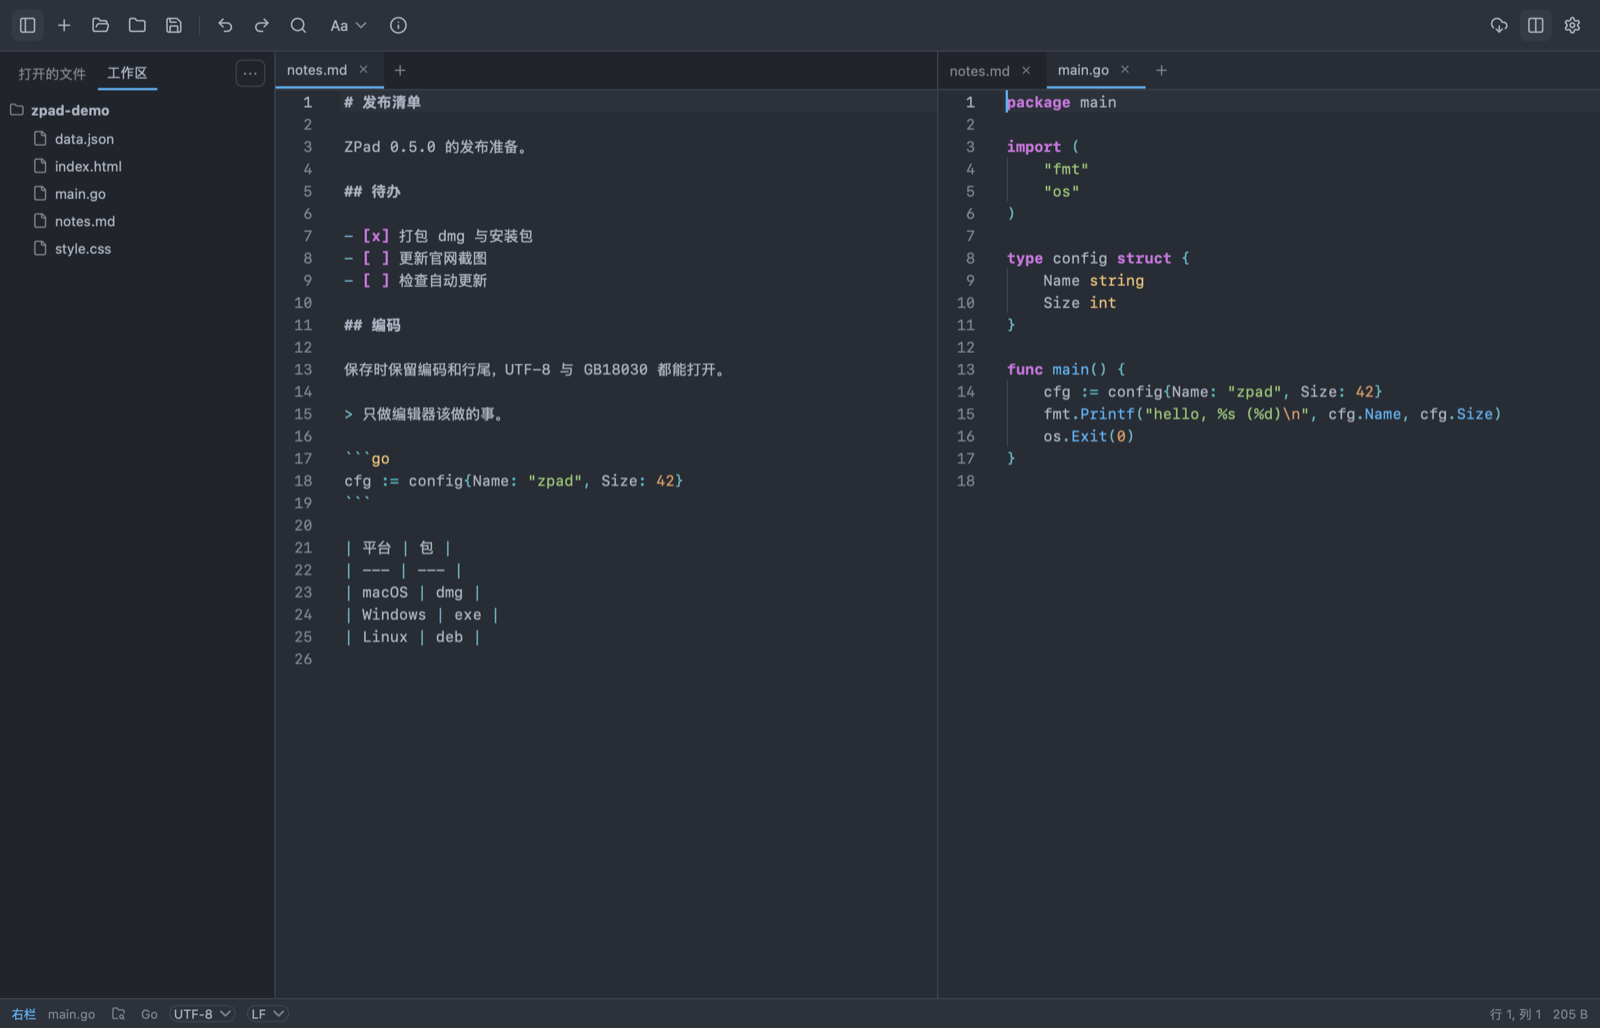 Aa
打开的文件 工作区
zpad-demo
data.json
index.html
main.go
notes.md
style.css
notes.md
1 # 发布清单
2
3 ZPad 0.5.0 的发布准备。
4
5 ## 待办
6
7 - [x] 打包 dmg 与安装包
8 - [ ] 更新官网截图
9 - [ ] 检查自动更新
10
11 ## 编码
12
13 保存时保留编码和行尾，UTF-8 与 GB18030 都能打开。
14
15 > 只做编辑器该做的事。
16
17 ```go
18 cfg := config{Name: "zpad", Size: 42}
19 ```
20
21 | 平台 | 包 |
22 | --- | --- |
23 | macOS | dmg |
24 | Windows | exe |
25 | Linux | deb |
26
notes.md main.go
1 package main
2
3 import (
4     "fmt"
5     "os"
6 )
7
8 type config struct {
9     Name string
10     Size int
11 }
12
13 func main() {
14     cfg := config{Name: "zpad", Size: 42}
15     fmt.Printf("hello, %s (%d)\n", cfg.Name, cfg.Size)
16     os.Exit(0)
17 }
18
右栏 main.go Go UTF-8 LF 行 1, 列 1 205 B